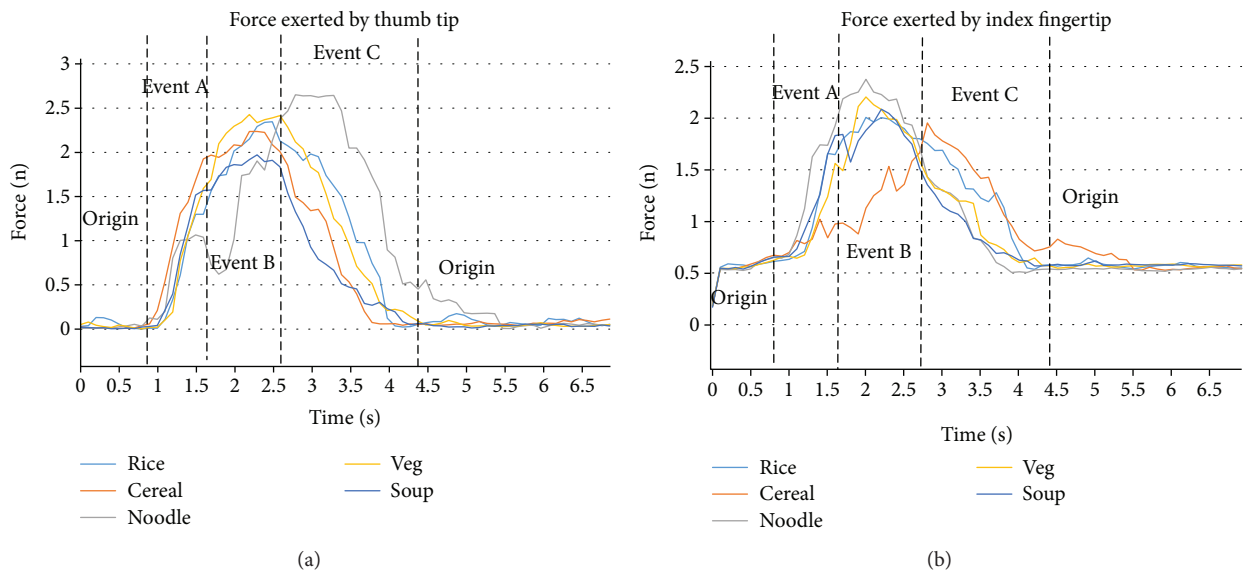 Force exerted by thumb tip
Event C
3
Event A
2.5
2
1.5
Origin
1
Event B
Origin
0.5
0
Force (n)
0 0.5 1 1.5 2 2.5 3 3.5 4 4.5 5 5.5 6 6.5
Time (s)
Rice
Veg
Cereal
Soup
Noodle
(a)
Force exerted by index fingertip
2.5
Event A
Event C
2
1.5
Origin
1
Event B
0.5
Origin
0
Force (n)
0 0.5 1 1.5 2 2.5 3 3.5 4 4.5 5 5.5 6 6.5
Time (s)
Rice
Veg
Cereal
Soup
Noodle
(b)